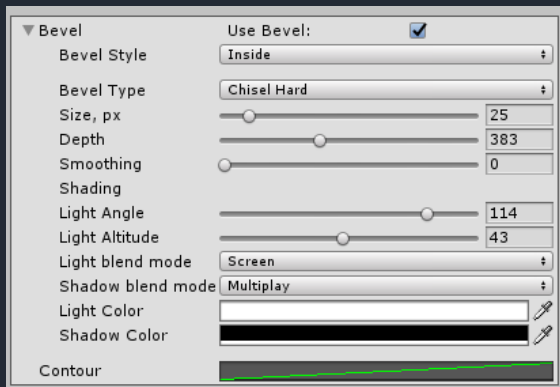 Bevel Use Bevel:
Bevel Style Inside
Bevel Type Chisel Hard
Size, px 25
Depth 383
Smoothing 0
Shading
Light Angle 114
Light Altitude 43
Light blend mode Screen
Shadow blend mode Multiplay
Light Color
Shadow Color
Contour